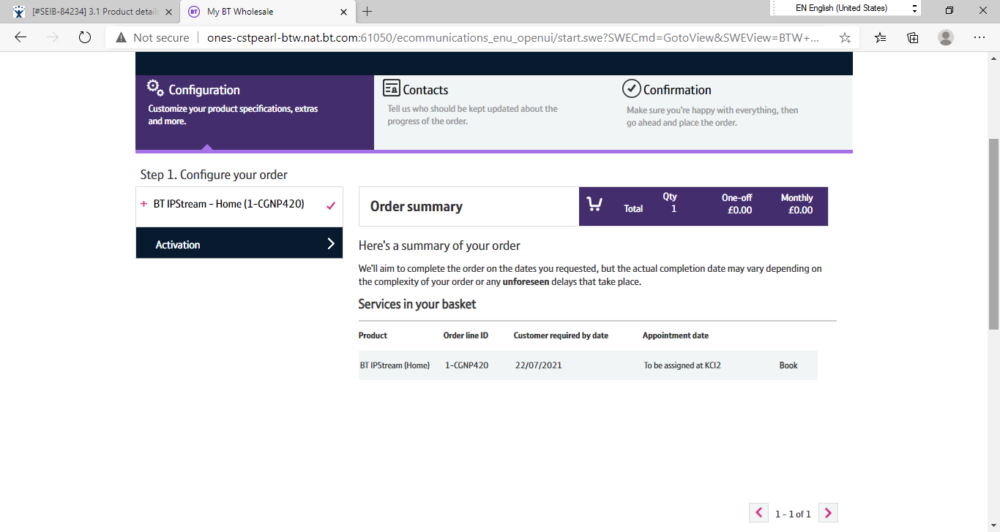 [#SEIB-84234] 3.1 Product detail
BT My BT Wholesale
EN English (United States)
Not secure | ones-cstpearl-btw.nat.bt.com:61050/ecommunications_enu_openui/start.swe?SWECmd=GotoView&SWEView=BTW+...
Configuration
Customize your product specifications, extras
and more.
Contacts
Tell us who should be kept updated about the
progress of the order.
Confirmation
Make sure you're happy with everything, then
go ahead and place the order.
Step 1. Configure your order
+ BT IPStream - Home (1-CGNP420)
Activation
Order summary
Total
Qty
1
One-off
£0.00
Monthly
£0.00
Here's a summary of your order
We'll aim to complete the order on the dates you requested, but the actual completion date may vary depending on
the complexity of your order or any unforeseen delays that take place.
Services in your basket
Product Order line ID Customer required by date Appointment date
BT IPStream (Home) 1-CGNP420 22/07/2021 To be assigned at KCI2 Book
1 - 1 of 1